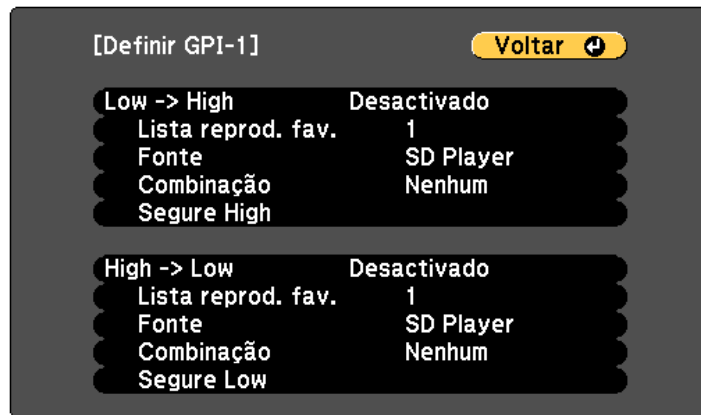 [Definir GPI-1] Voltar
Low -> High Desactivado
Lista reprod. fav. 1
Fonte SD Player
Combinação Nenhum
Segure High
High -> Low Desactivado
Lista reprod. fav. 1
Fonte SD Player
Combinação Nenhum
Segure Low